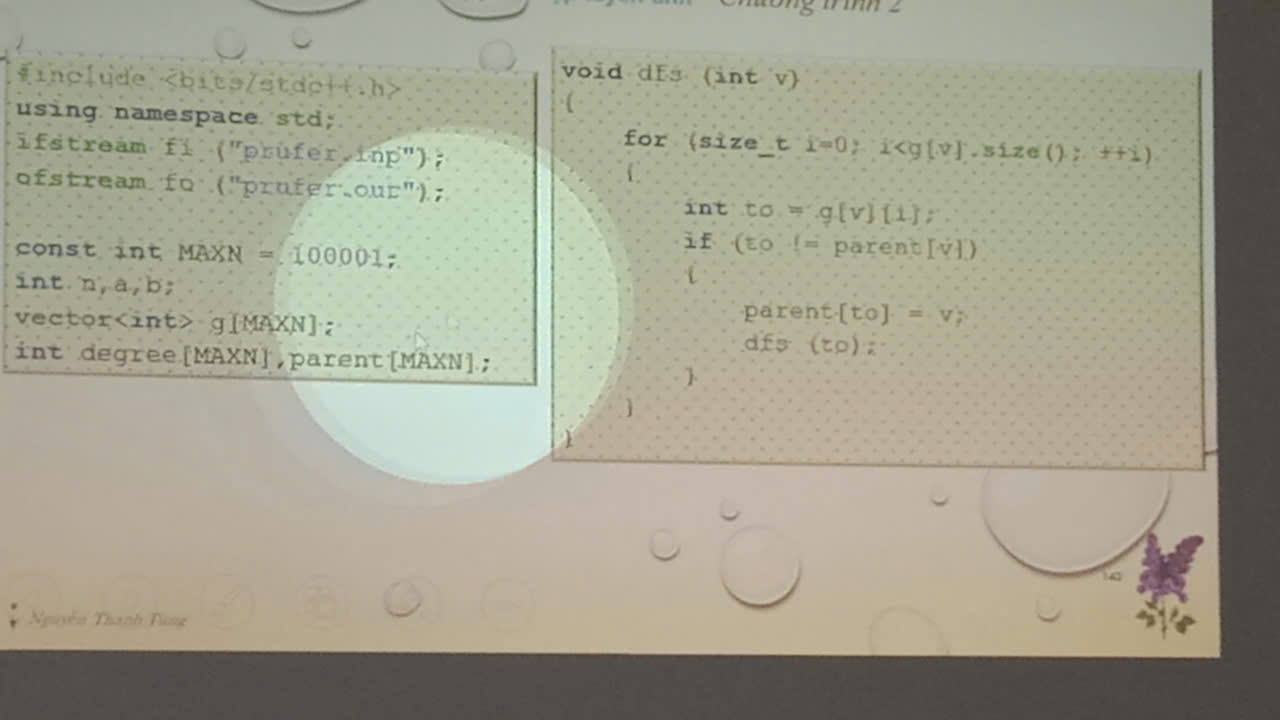 Chương trình 2
#include <bits/stdc++.h>
using namespace std;
ifstream fi ("prufer.inp");
ofstream fo ("prufer.out");
const int MAXN = 100001;
int n,a,b;
vector<int> g[MAXN];
int degree[MAXN],parent[MAXN];
void dfs (int v)
{
for (size_t i=0; i<g[v].size(); ++i)
{
int to = g[v][i];
if (to != parent[v])
{
parent[to] = v;
dfs (to);
}
}
}
Nguyễn Thanh Tùng